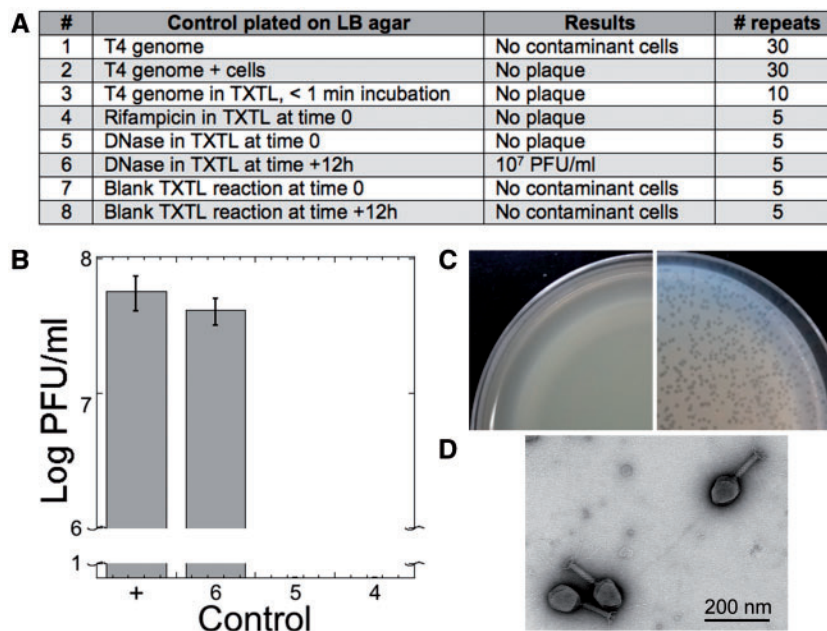 A
# Control plated on LB agar Results # repeats
1 T4 genome No contaminant cells 30
2 T4 genome + cells No plaque 30
3 T4 genome in TXTL, < 1 min incubation No plaque 10
4 Rifampicin in TXTL at time 0 No plaque 5
5 DNase in TXTL at time 0 No plaque 5
6 DNase in TXTL at time +12h 10⁷ PFU/ml 5
7 Blank TXTL reaction at time 0 No contaminant cells 5
8 Blank TXTL reaction at time +12h No contaminant cells 5
B
8
7
6
1
Log PFU/ml
+ 6 5 4
Control
C
D
200 nm